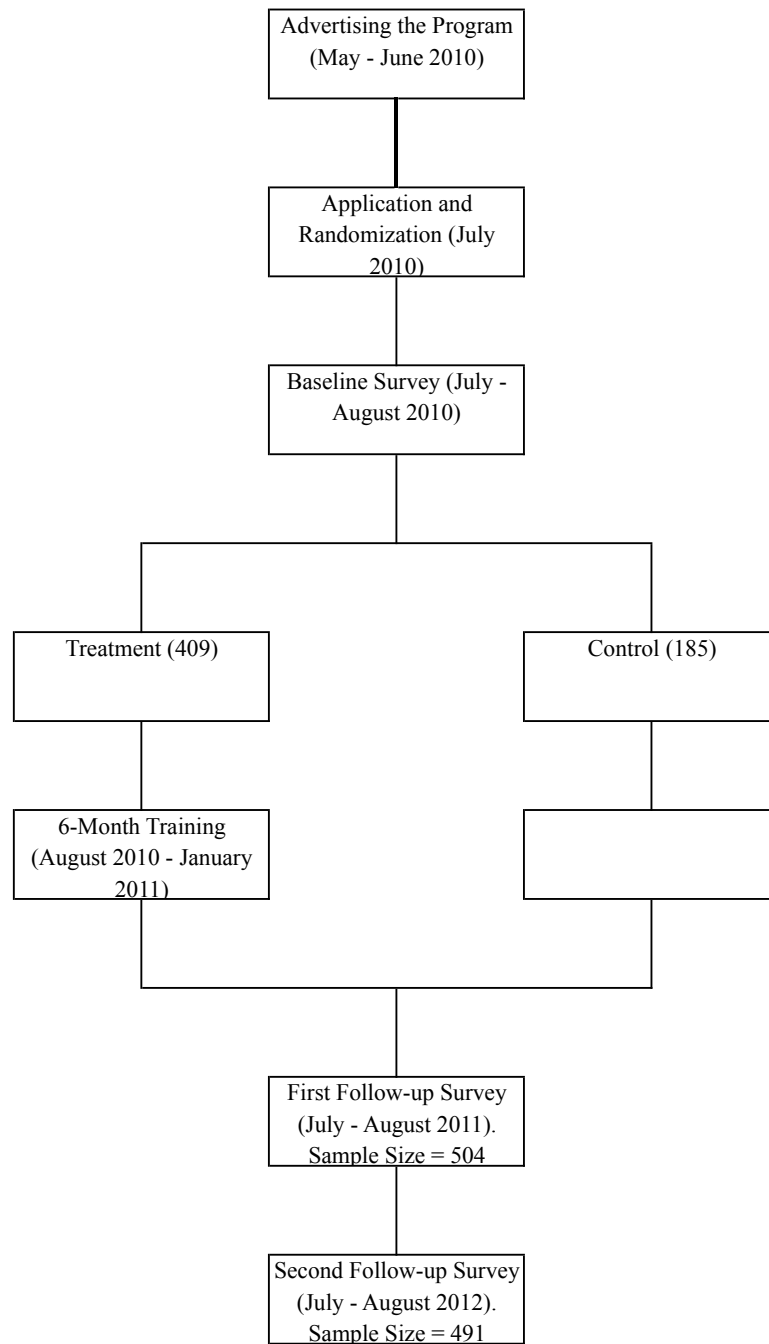 Advertising the Program
(May - June 2010)
Application and
Randomization (July
2010)
Baseline Survey (July -
August 2010)
Treatment (409)
Control (185)
6-Month Training
(August 2010 - January
2011)
First Follow-up Survey
(July - August 2011).
Sample Size = 504
Second Follow-up Survey
(July - August 2012).
Sample Size = 491